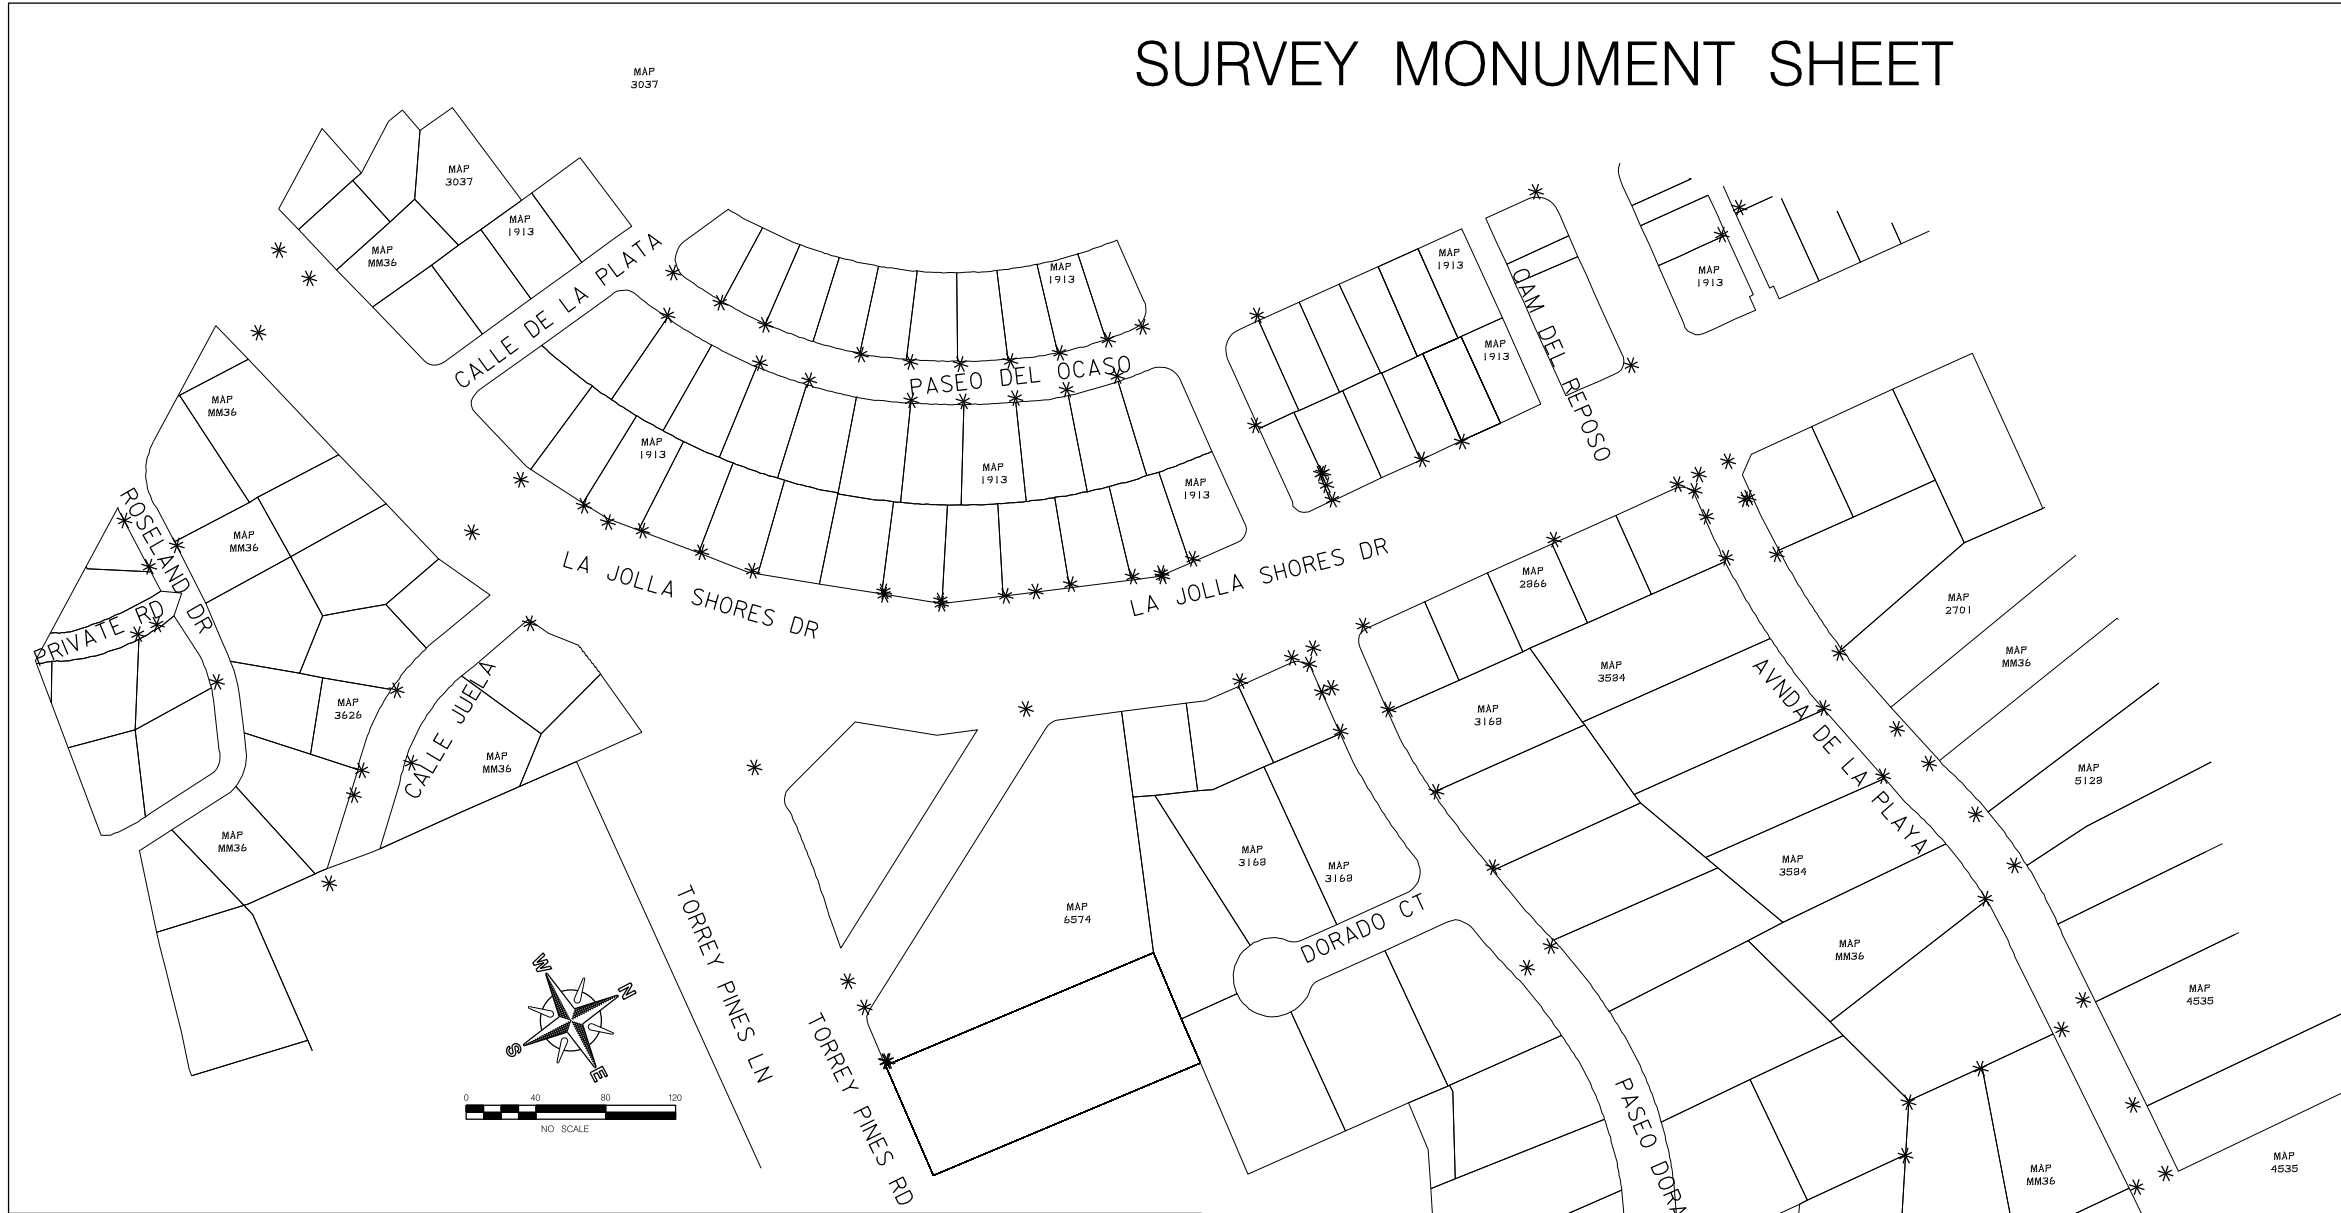 SURVEY MONUMENT SHEET
MAP
3037
MAP
3037
MAP
1913
MAP
MM36
CALLE DE LA PLATA
MAP
1913
PASEO DEL OCASO
MAP
1913
MAP
1913
CAM DEL REPOSO
MAP
1913
MAP
MM36
MAP
1913
MAP
1913
MAP
1913
ROSELAND DR
MAP
MM36
LA JOLLA SHORES DR
LA JOLLA SHORES DR
PRIVATE RD
MAP
2866
MAP
2701
MAP
MM36
MAP
3584
AVNDA DE LA PLAYA
MAP
3626
CALLE JUELA
MAP
MM36
MAP
3168
MAP
5128
MAP
MM36
MAP
3168
MAP
3168
MAP
3584
MAP
6574
DORADO CT
MAP
MM36
TORREY PINES LN
TORREY PINES RD
W
N
S
E
MAP
4535
0 40 80 120
NO SCALE
PASEO DORA
MAP
MM36
MAP
4535